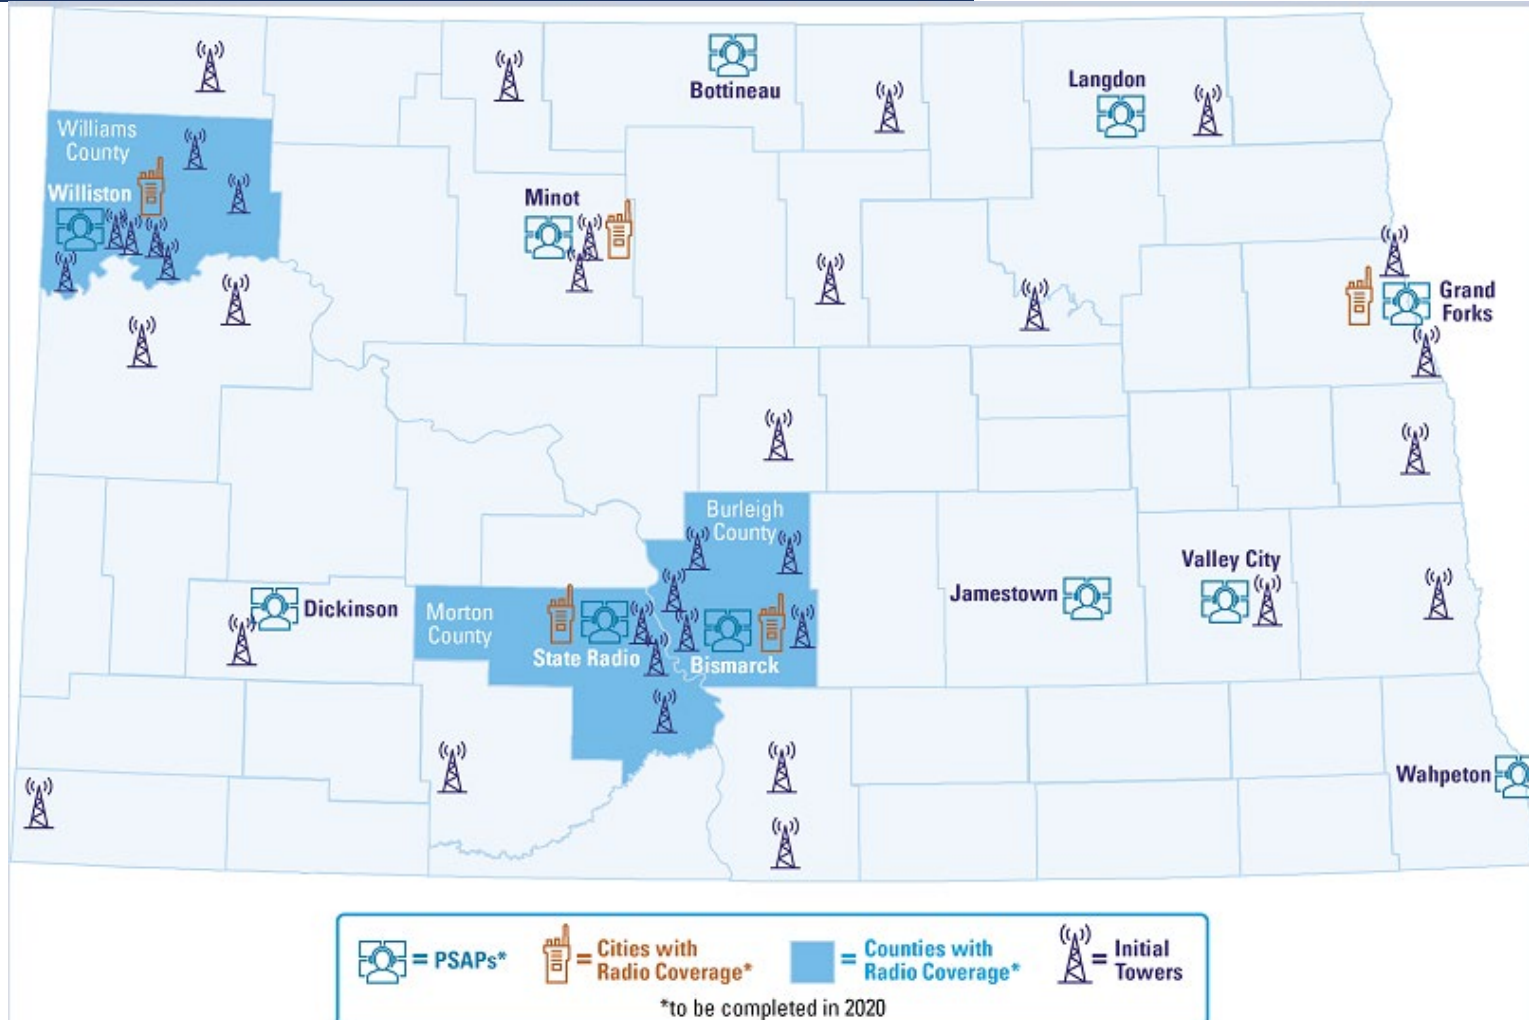 Bottineau
Langdon
Williams
County
Williston
Minot
Grand
Forks
Burleigh
County
Valley City
Jamestown
Dickinson
Morton
County
State Radio
Bismarck
Wahpeton
= PSAPs*
= Cities with
Radio Coverage*
= Counties with
Radio Coverage*
= Initial
Towers
*to be completed in 2020